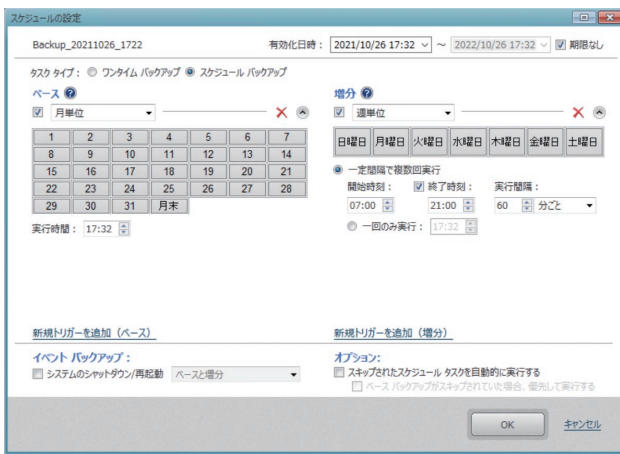 スケジュールの設定
Backup_20211026_1722 有効化日時： 2021/10/26 17:32 ～ 2022/10/26 17:32 期限なし
タスク タイプ： ワンタイム バックアップ スケジュール バックアップ
ベース ?
月単位
1 2 3 4 5 6 7
8 9 10 11 12 13 14
15 16 17 18 19 20 21
22 23 24 25 26 27 28
29 30 31 月末
実行時間： 17:32
新規トリガーを追加（ベース）
イベント バックアップ：
システムのシャットダウン/再起動 ベースと増分
増分 ?
週単位
日曜日 月曜日 火曜日 水曜日 木曜日 金曜日 土曜日
一定間隔で複数回実行
開始時刻： 終了時刻： 実行間隔：
07:00 21:00 60 分ごと
一回のみ実行： 17:32
新規トリガーを追加（増分）
オプション：
スキップされたスケジュール タスクを自動的に実行する
ベース バックアップがスキップされていた場合、優先して実行する
OK キャンセル